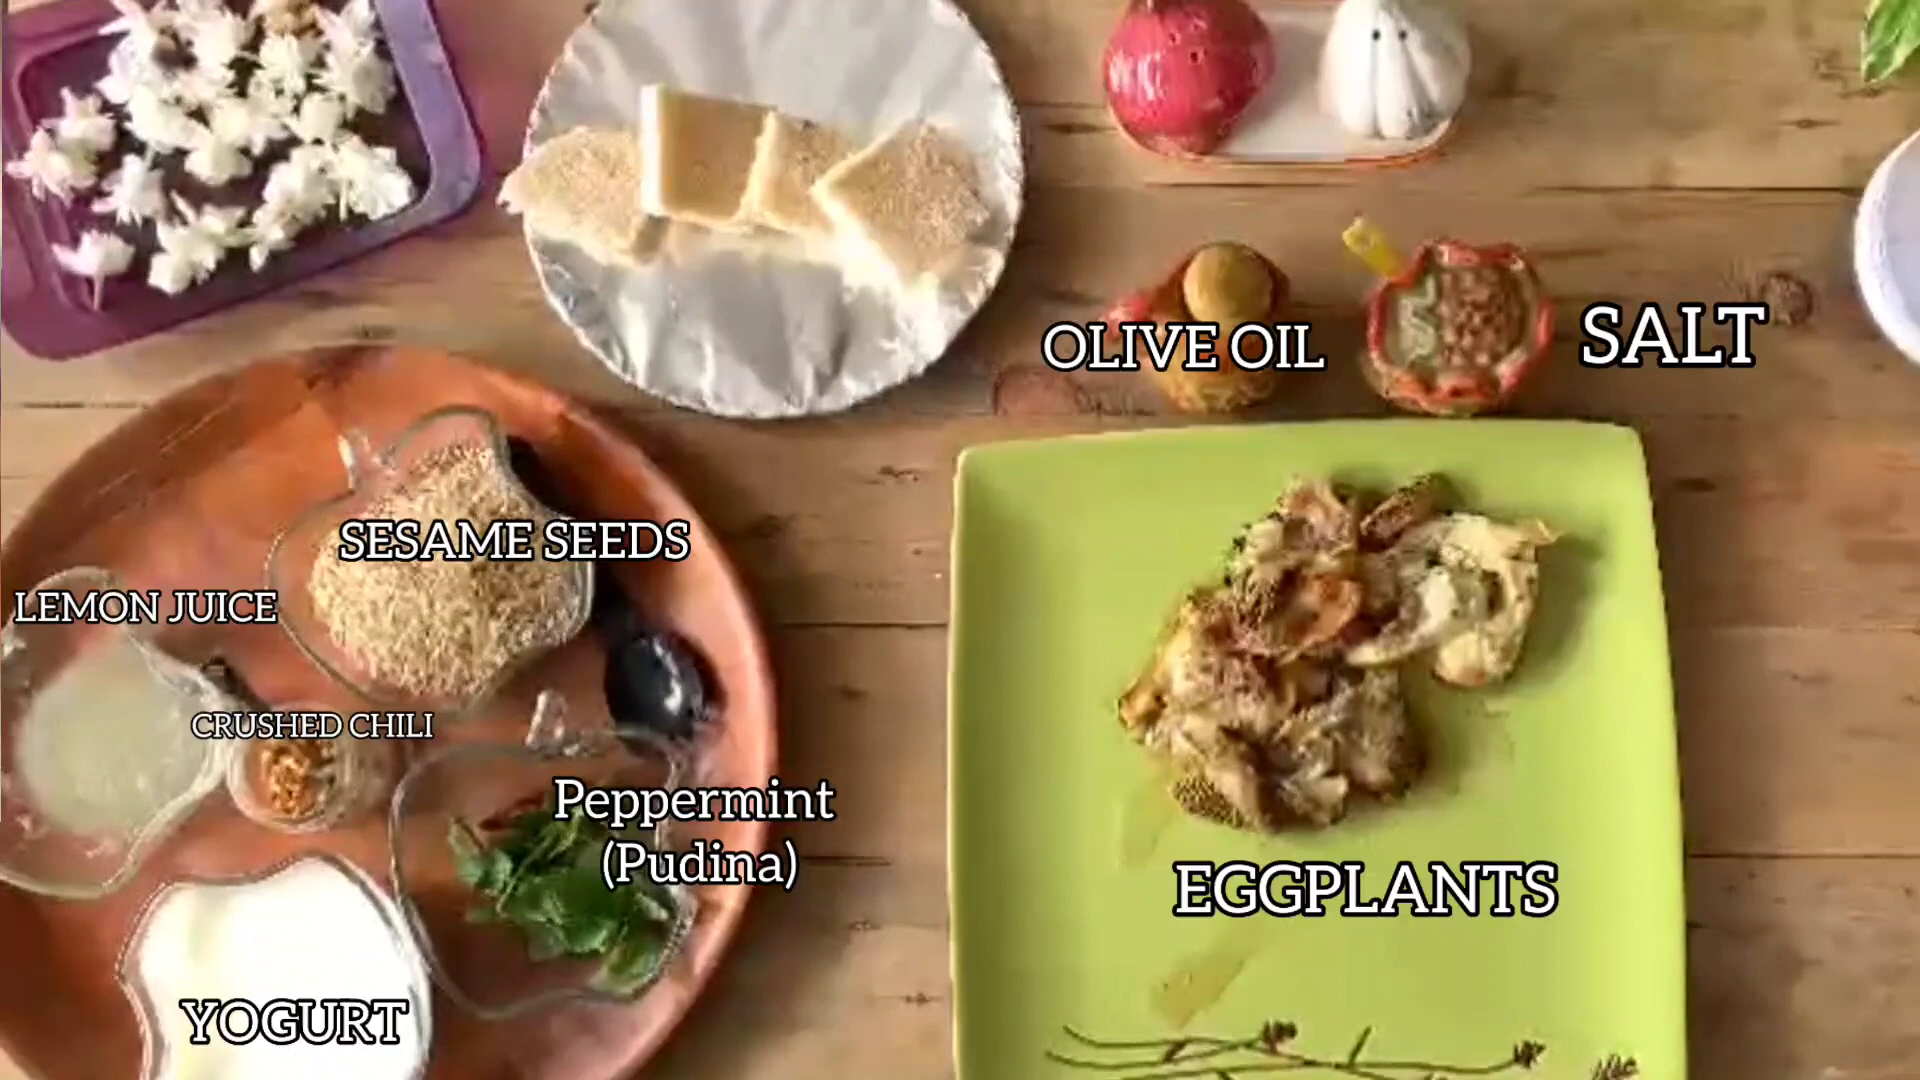 OLIVE OIL
SALT
SESAME SEEDS
LEMON JUICE
CRUSHED CHILI
Peppermint
(Pudina)
EGGPLANTS
YOGURT